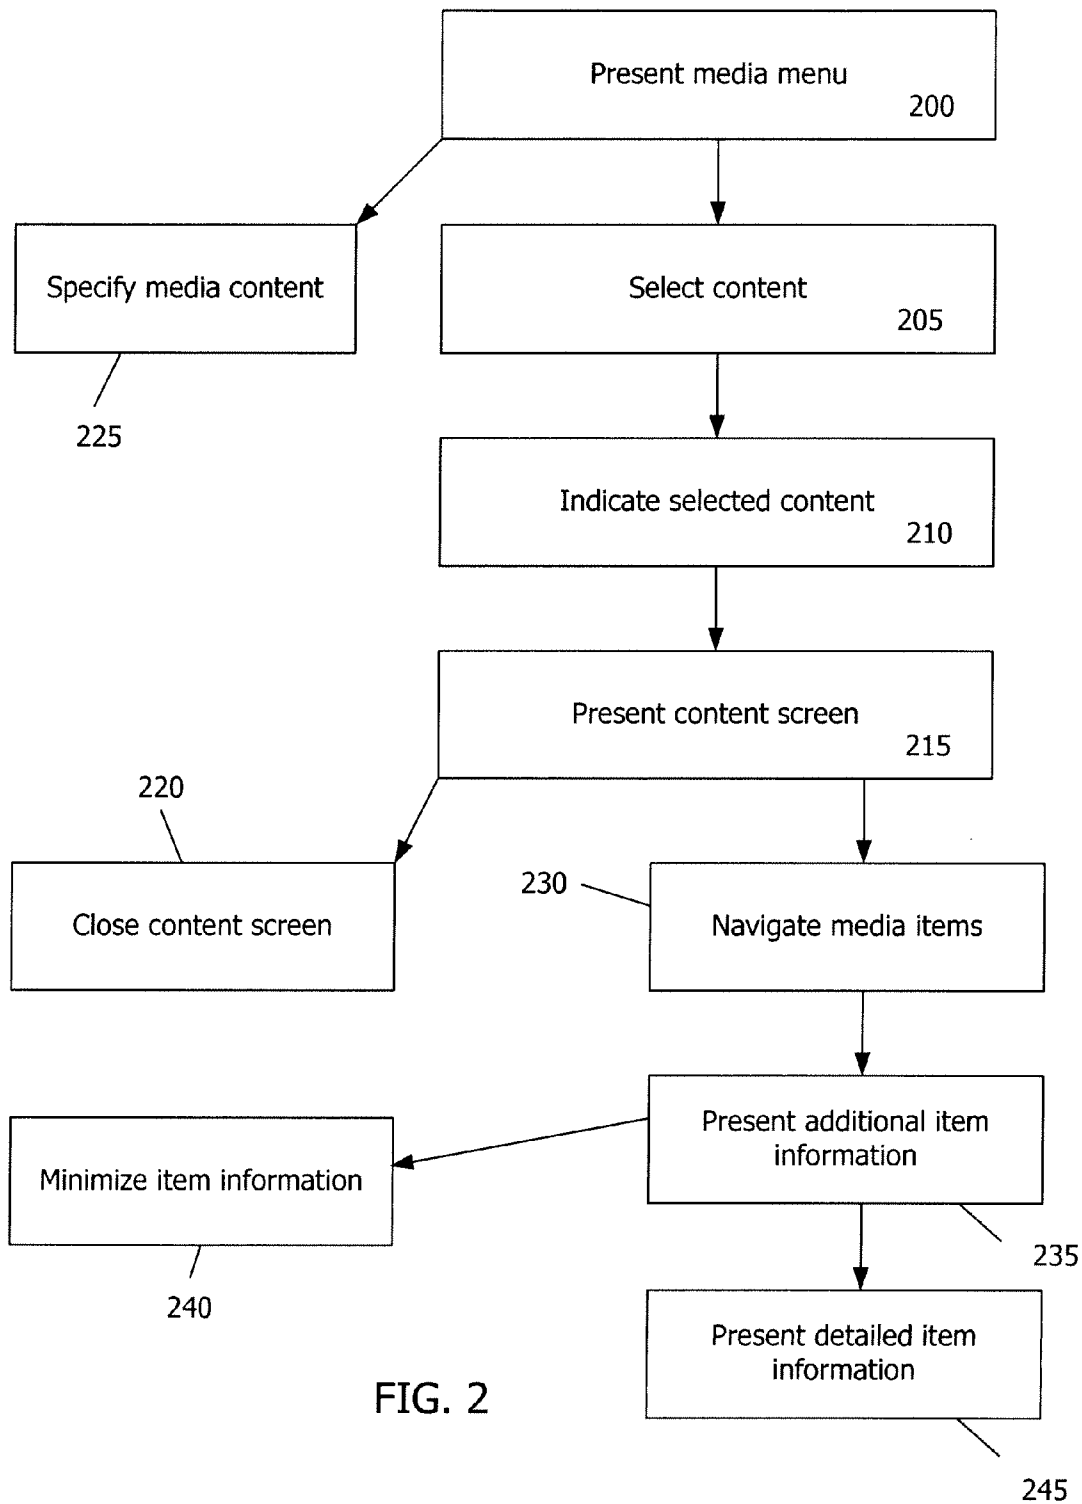 Present media menu
200
Specify media content
225
Select content
205
Indicate selected content
210
Present content screen
215
220
Close content screen
230
Navigate media items
Present additional item
information
235
Minimize item information
240
Present detailed item
information
245
FIG. 2